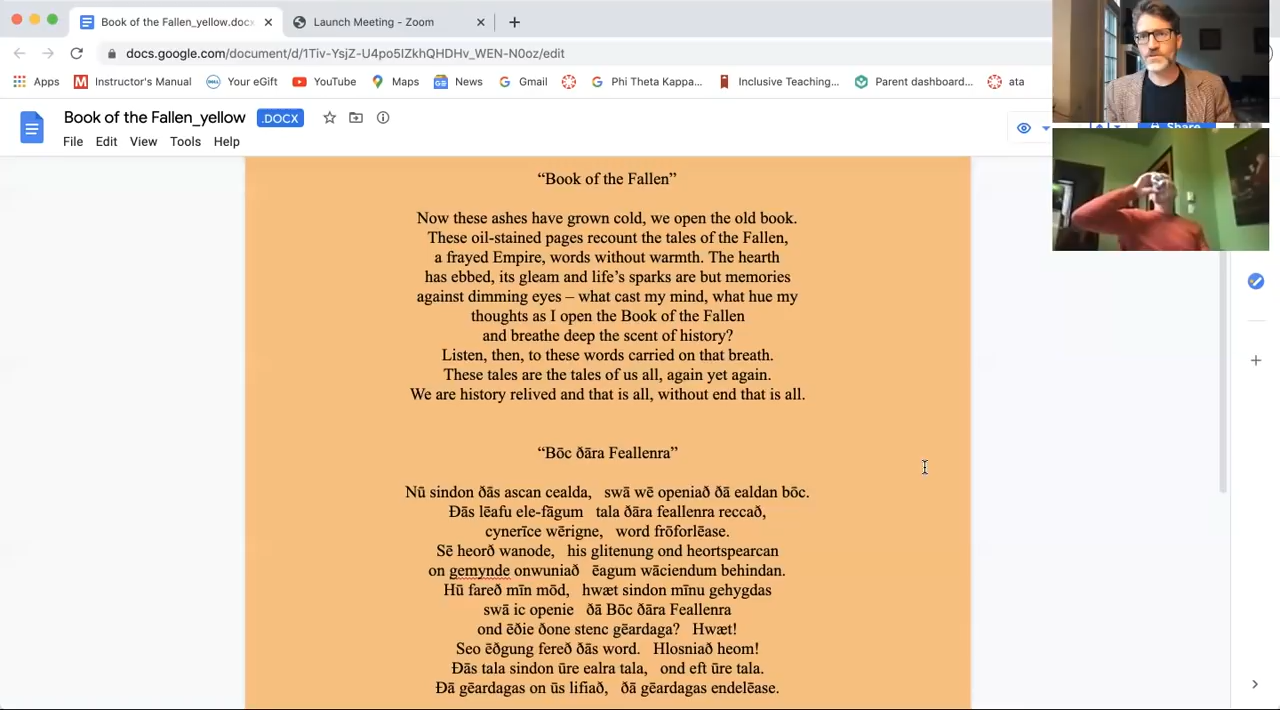 Book of the Fallen_yellow.docx
Launch Meeting - Zoom
docs.google.com/document/d/1Tiv-YsjZ-U4po5IZkhQHDHv_WEN-N0oz/edit
Apps Instructor's Manual Your eGift YouTube Maps News Gmail Phi Theta Kappa... Inclusive Teaching... Parent dashboard... ata
Book of the Fallen_yellow .DOCX
File Edit View Tools Help
Share
“Book of the Fallen”
Now these ashes have grown cold, we open the old book.
These oil-stained pages recount the tales of the Fallen,
a frayed Empire, words without warmth. The hearth
has ebbed, its gleam and life’s sparks are but memories
against dimming eyes – what cast my mind, what hue my
thoughts as I open the Book of the Fallen
and breathe deep the scent of history?
Listen, then, to these words carried on that breath.
These tales are the tales of us all, again yet again.
We are history relived and that is all, without end that is all.
“Bōc ðāra Feallenra”
Nū sindon ðās ascan cealda, swā wē openiað ðā ealdan bōc.
Ðās lēafu ele-fāgum tala ðāra feallenra reccað,
cynerīce wērigne, word frōforlēase.
Sē heorð wanode, his glitenung ond heortspearcan
on gemynde onwuniað ēagum wāciendum behindan.
Hū fareð mīn mōd, hwæt sindon mīnu gehygdas
swā ic openie ðā Bōc ðāra Feallenra
ond ēðie ðone stenc gēardaga? Hwæt!
Seo ēðgung fereð ðās word. Hlosniað heom!
Ðās tala sindon ūre ealra tala, ond eft ūre tala.
Ðā gēardagas on ūs lifiað, ðā gēardagas endelēase.